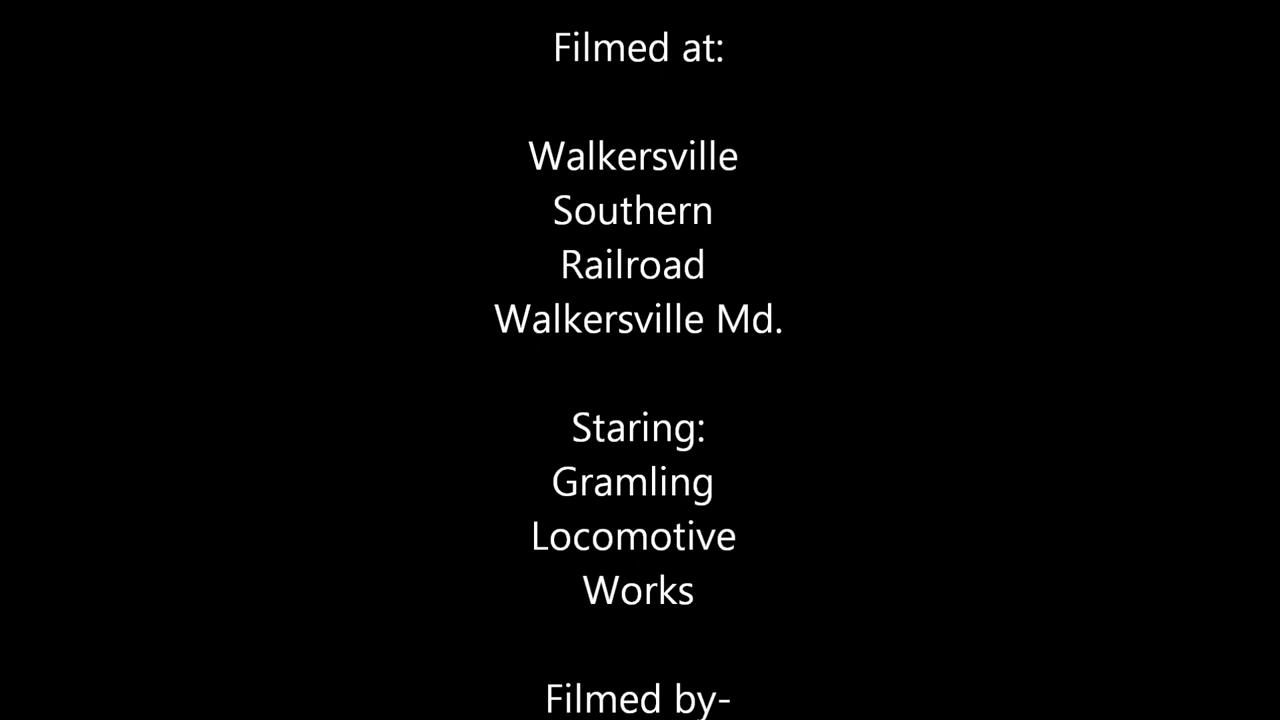 Filmed at:
Walkersville
Southern
Railroad
Walkersville Md.
Staring:
Gramling
Locomotive
Works
Filmed by-